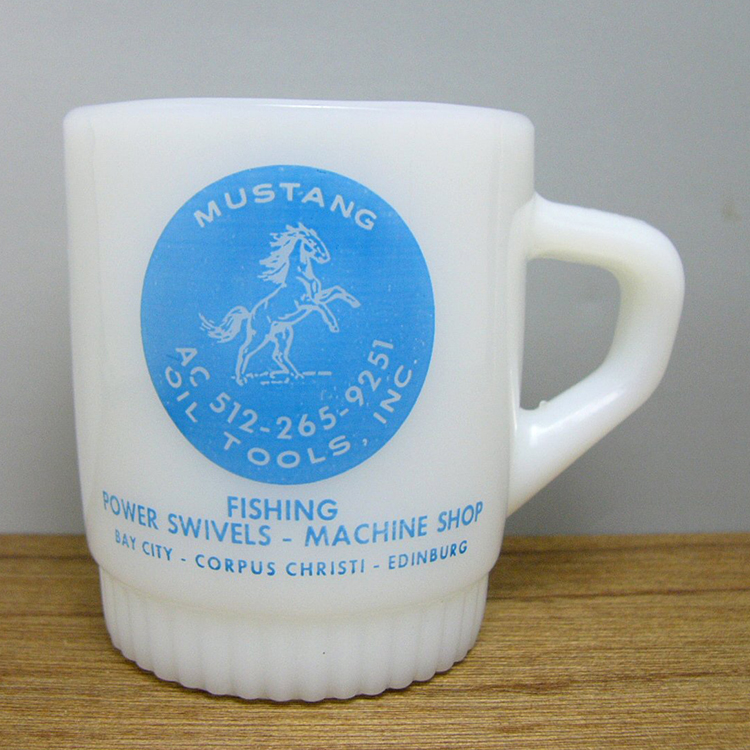 MUSTANG
AC 512-265-9251
OIL TOOLS, INC.
FISHING
POWER SWIVELS - MACHINE SHOP
BAY CITY - CORPUS CHRISTI - EDINBURG